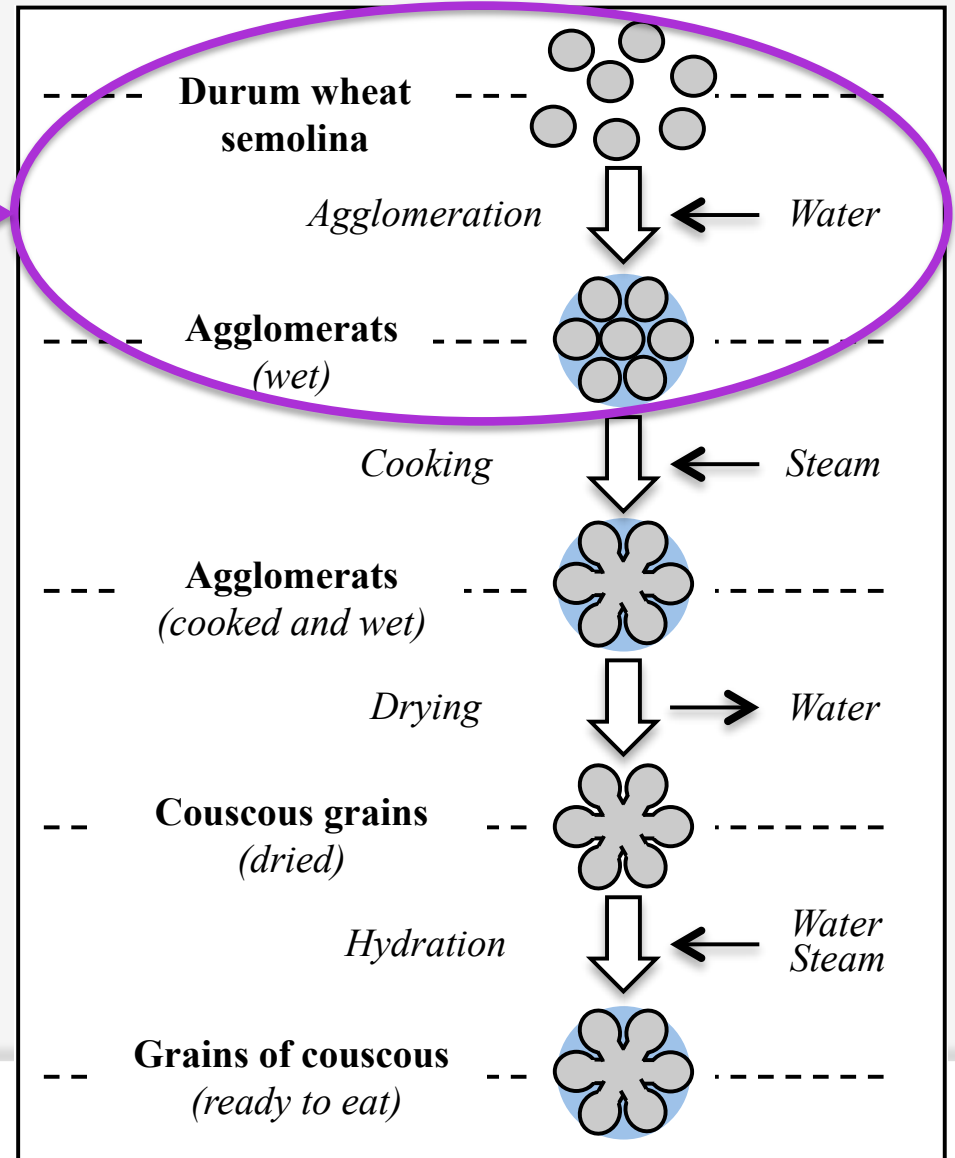 Durum wheat
semolina
Agglomeration
Water
Agglomerats
(wet)
Cooking
Steam
Agglomerats
(cooked and wet)
Drying
Water
Couscous grains
(dried)
Hydration
Water
Steam
Grains of couscous
(ready to eat)